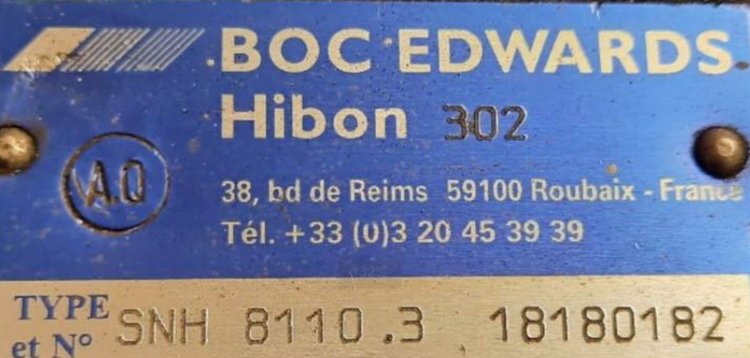 BOC EDWARDS
Hibon 302
A.O
38, bd de Reims 59100 Roubaix - France
Tél. +33 (0)3 20 45 39 39
TYPE
et Nº SNH 8110.3 18180182